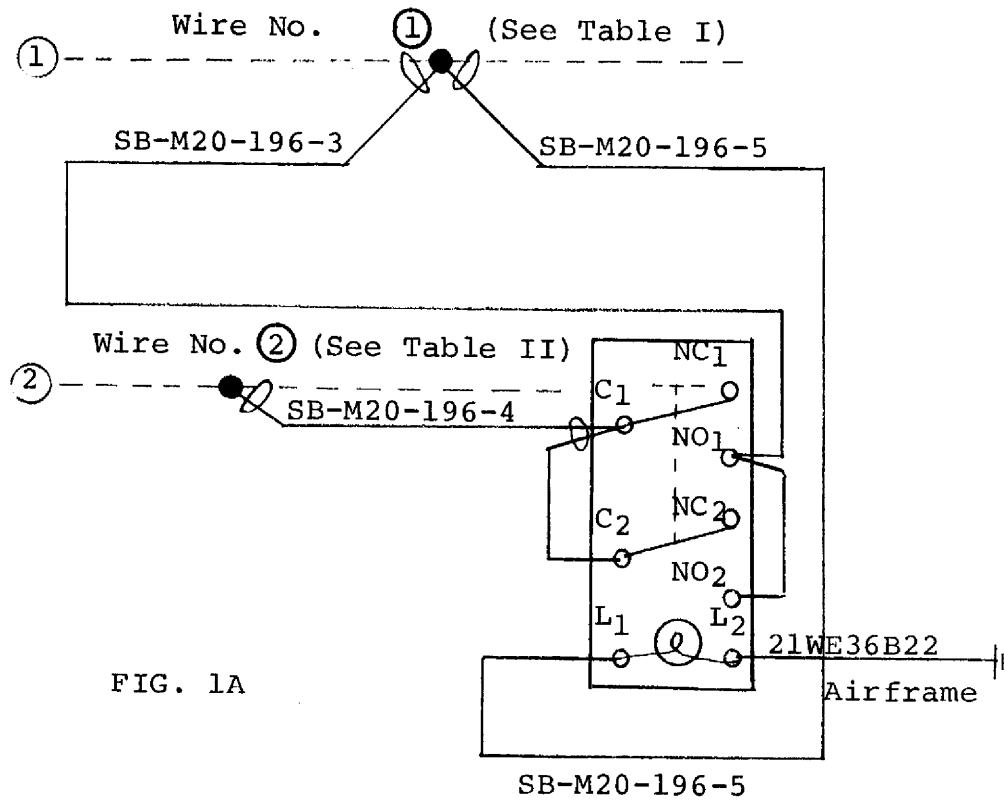 Wire No. ① (See Table I)
①
SB-M20-196-3
SB-M20-196-5
Wire No. ② (See Table II)
②
SB-M20-196-4
NC1
C1
NO1
NC2
C2
NO2
L1
L2
21WE36B22
Airframe
FIG. 1A
SB-M20-196-5